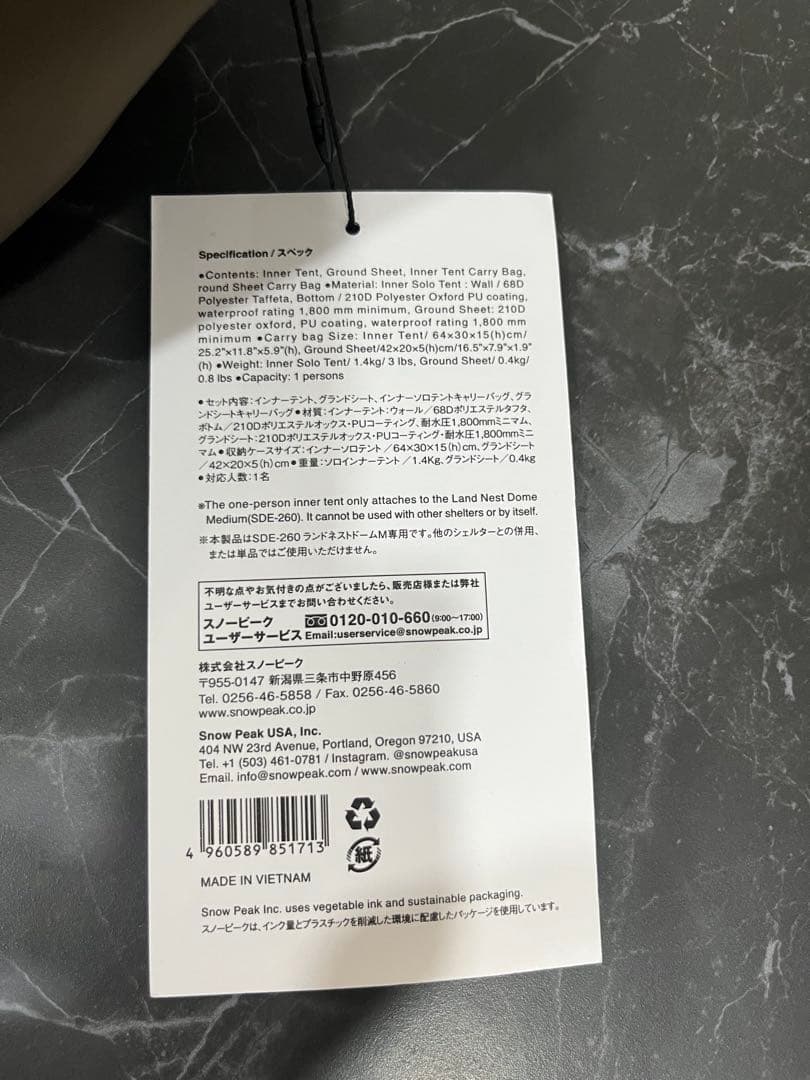 Specification / スペック
●Contents: Inner Tent, Ground Sheet, Inner Tent Carry Bag,
round Sheet Carry Bag ●Material: Inner Solo Tent : Wall / 68D
Polyester Taffeta, Bottom / 210D Polyester Oxford PU coating,
waterproof rating 1,800 mm minimum, Ground Sheet: 210D
polyester oxford, PU coating, waterproof rating 1,800 mm
minimum ●Carry bag Size: Inner Tent/ 64×30×15(h)cm/
25.2"×11.8"×5.9"(h), Ground Sheet/42×20×5(h)cm/16.5"×7.9"×1.9"
(h) ●Weight: Inner Solo Tent/ 1.4kg/ 3 lbs, Ground Sheet/ 0.4kg/
0.8 lbs ●Capacity: 1 persons
●セット内容：インナーテント、グランドシート、インナーソロテントキャリーバッグ、グラ
ンドシートキャリーバッグ●材質：インナーテント：ウォール／68Dポリエステルタフタ、
ボトム／210Dポリエステルオックス・PUコーティング、耐水圧1,800mmミニマム、
グランドシート：210Dポリエステルオックス・PUコーティング・耐水圧1,800mmミニ
マム●収納ケースサイズ：インナーソロテント／64×30×15(h)cm、グランドシート
／42×20×5(h)cm●重量：ソロインナーテント／1.4Kg、グランドシート／0.4kg
●対応人数：1名
※The one-person inner tent only attaches to the Land Nest Dome
Medium(SDE-260). It cannot be used with other shelters or by itself.
※本製品はSDE-260 ランドネストドームM専用です。他のシェルターとの併用、
または単品ではご使用いただけません。
不明な点やお気付きの点がございましたら、販売店様または弊社
ユーザーサービスまでお問い合わせください。
スノーピーク 0120-010-660(9:00〜17:00)
ユーザーサービス Email:userservice@snowpeak.co.jp
株式会社スノーピーク
〒955-0147 新潟県三条市中野原456
Tel. 0256-46-5858 / Fax. 0256-46-5860
www.snowpeak.co.jp
Snow Peak USA, Inc.
404 NW 23rd Avenue, Portland, Oregon 97210, USA
Tel. +1 (503) 461-0781 / Instagram. @snowpeakusa
Email. info@snowpeak.com / www.snowpeak.com
4 960589 851713
紙
MADE IN VIETNAM
Snow Peak Inc. uses vegetable ink and sustainable packaging.
スノーピークは、インク量とプラスチックを削減した環境に配慮したパッケージを使用しています。